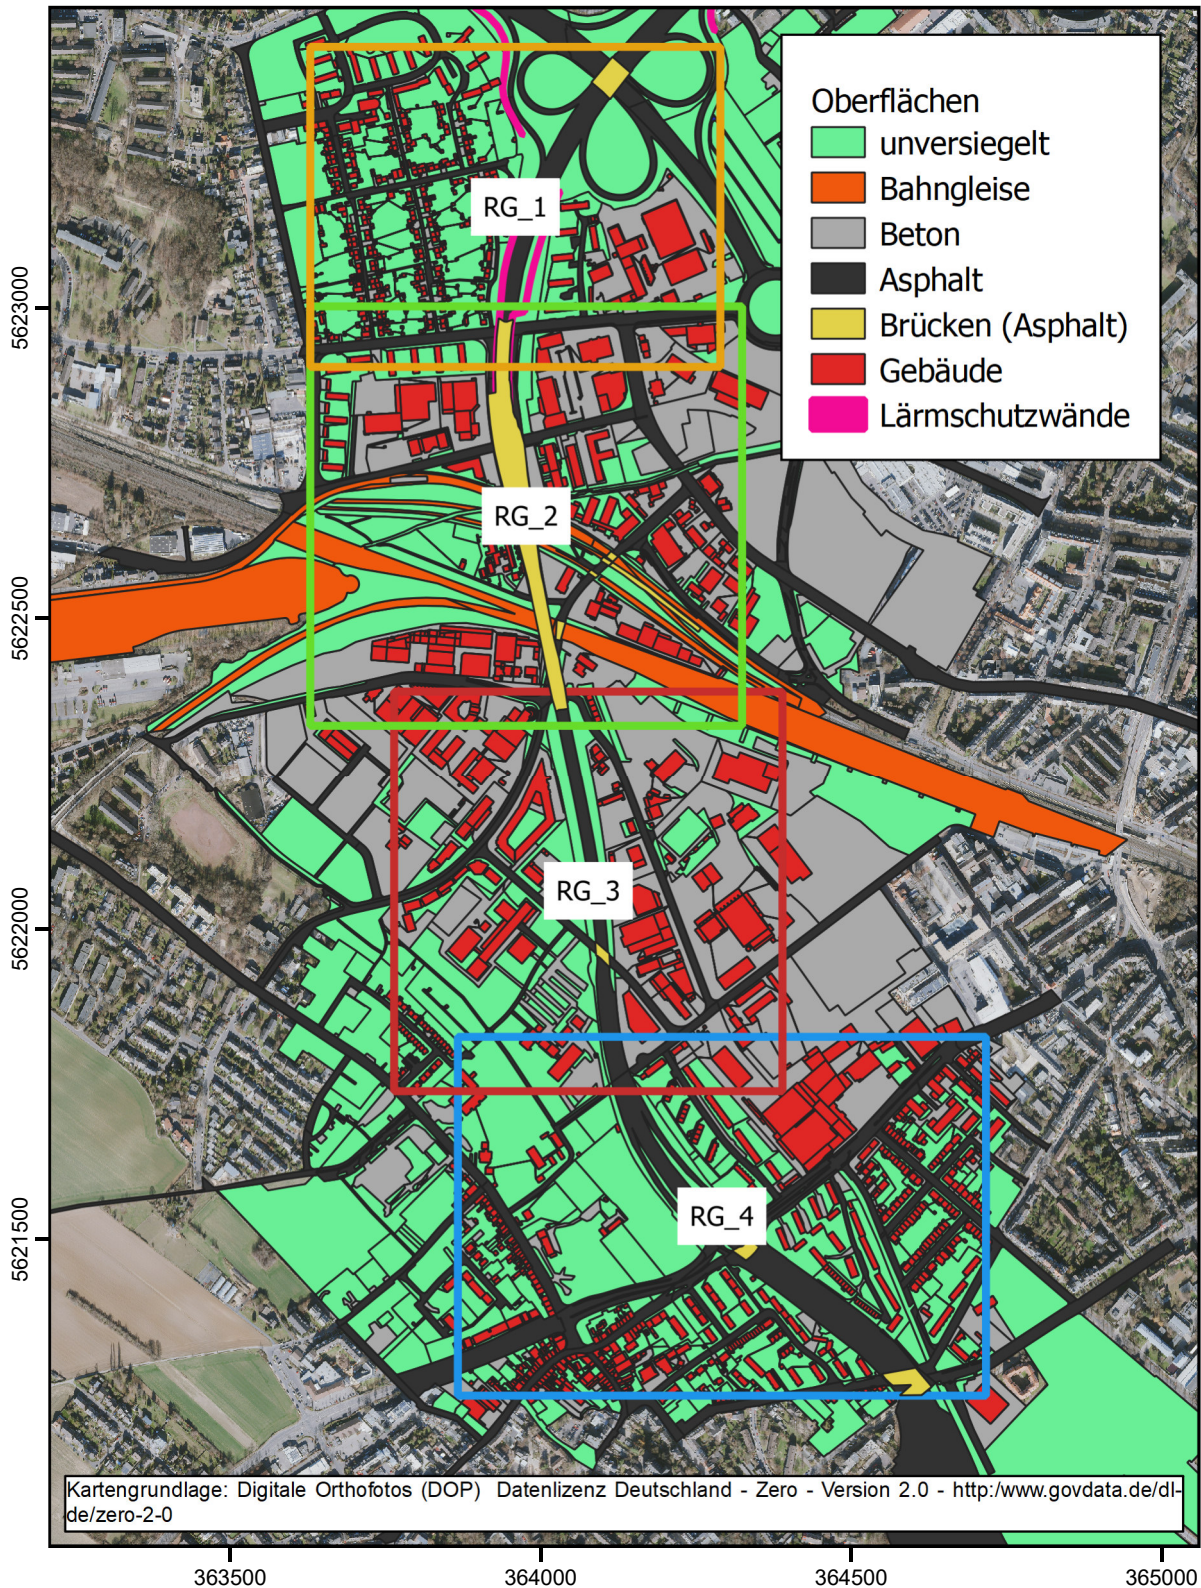 Oberflächen
unversiegelt
Bahngleise
Beton
Asphalt
Brücken (Asphalt)
Gebäude
Lärmschutzwände
RG_1
5623000
RG_2
5622500
RG_3
5622000
RG_4
5621500
Kartengrundlage: Digitale Orthofotos (DOP) Datenlizenz Deutschland - Zero - Version 2.0 - http:/www.govdata.de/dl-
de/zero-2-0
363500 364000 364500 365000